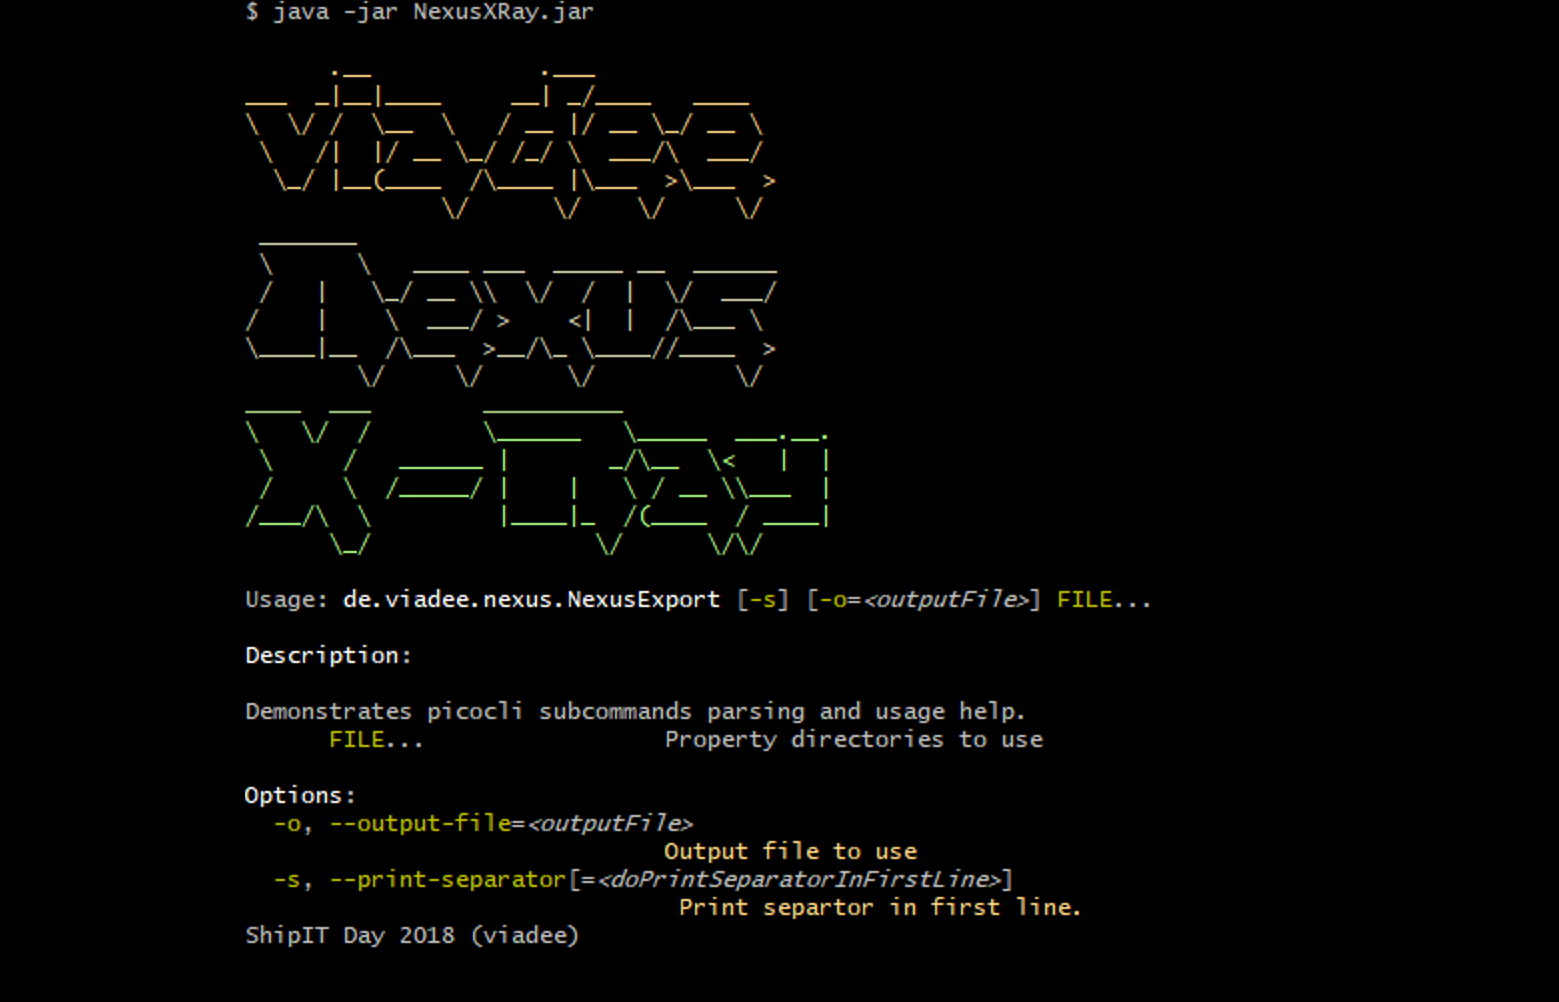 $ java -jar NexusXRay.jar
viadee
Nexus
X-Ray
Usage: de.viadee.nexus.NexusExport [-s] [-o=<outputFile>] FILE...
Description:
Demonstrates picocli subcommands parsing and usage help.
FILE... Property directories to use
Options:
-o, --output-file=<outputFile>
Output file to use
-s, --print-separator[=<doPrintSeparatorInFirstLine>]
Print separtor in first line.
ShipIT Day 2018 (viadee)